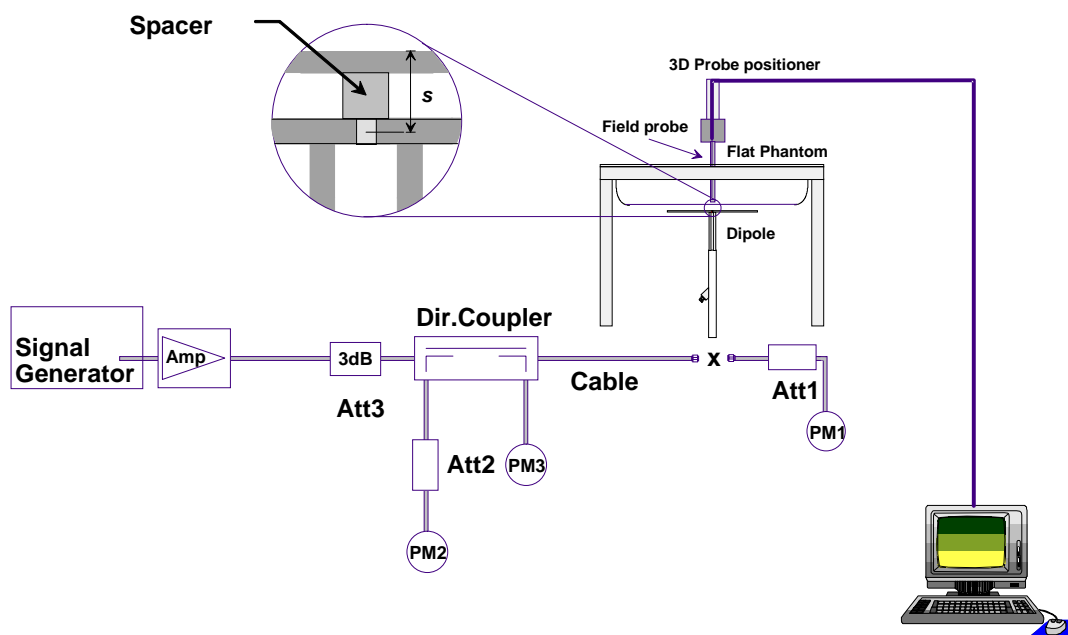 Spacer
s
3D Probe positioner
Field probe
Flat Phantom
Dipole
Signal
Generator
Amp
3dB
Att3
Dir.Coupler
Cable
X
Att1
PM1
Att2
PM3
PM2